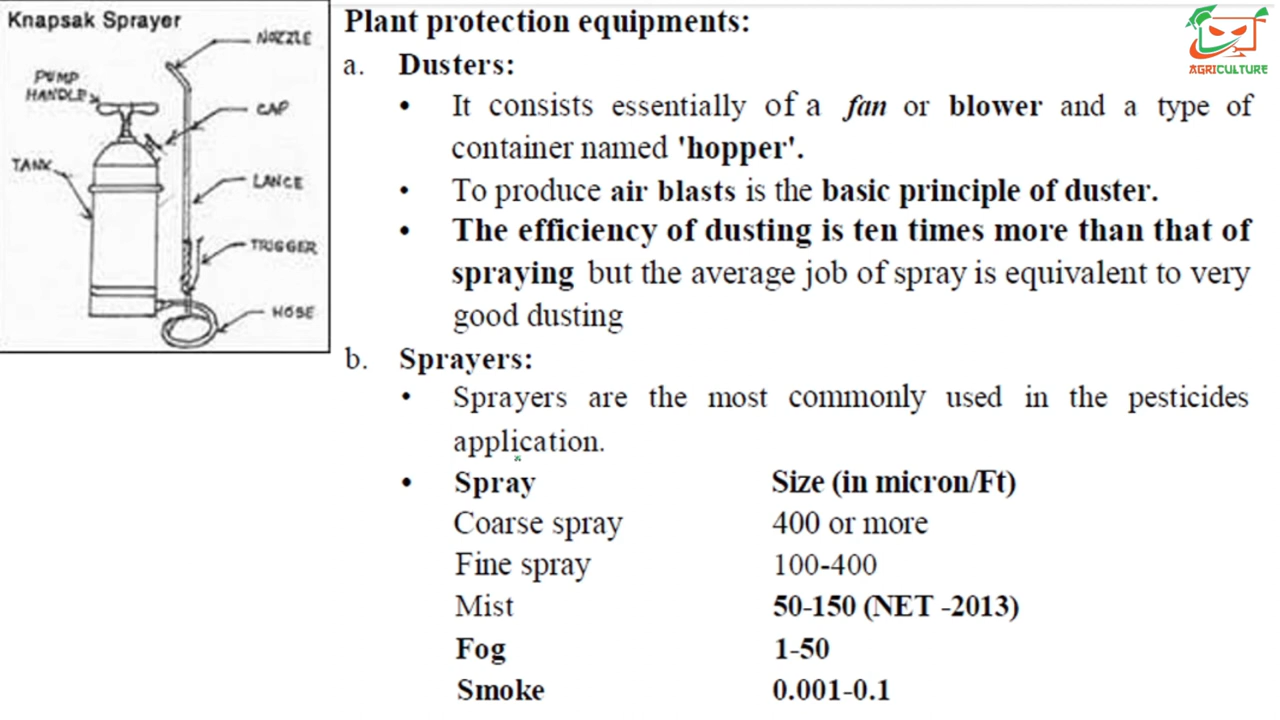 Knapsak Sprayer
NOZZLE
PUMP
HANDLE
CAP
TANK
LANCE
TRIGGER
HOSE
Plant protection equipments:
a. Dusters:
• It consists essentially of a fan or blower and a type of
container named 'hopper'.
• To produce air blasts is the basic principle of duster.
• The efficiency of dusting is ten times more than that of
spraying but the average job of spray is equivalent to very
good dusting
b. Sprayers:
• Sprayers are the most commonly used in the pesticides
application.
• Spray Size (in micron/Ft)
Coarse spray 400 or more
Fine spray 100-400
Mist 50-150 (NET -2013)
Fog 1-50
Smoke 0.001-0.1
AGRICULTURE